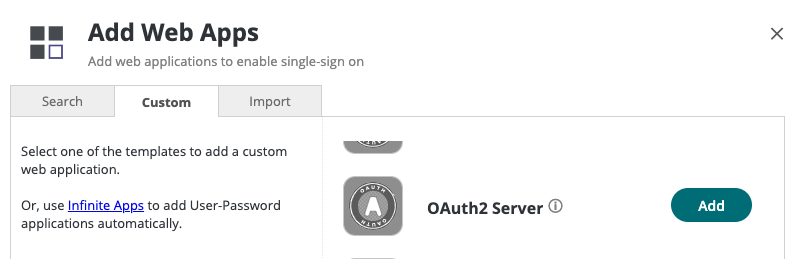 Add Web Apps
Add web applications to enable single-sign on
Search
Custom
Import
Select one of the templates to add a custom
web application.
Or, use Infinite Apps to add User-Password
applications automatically.
OAUTH
A
OAUTH
OAuth2 Server
Add